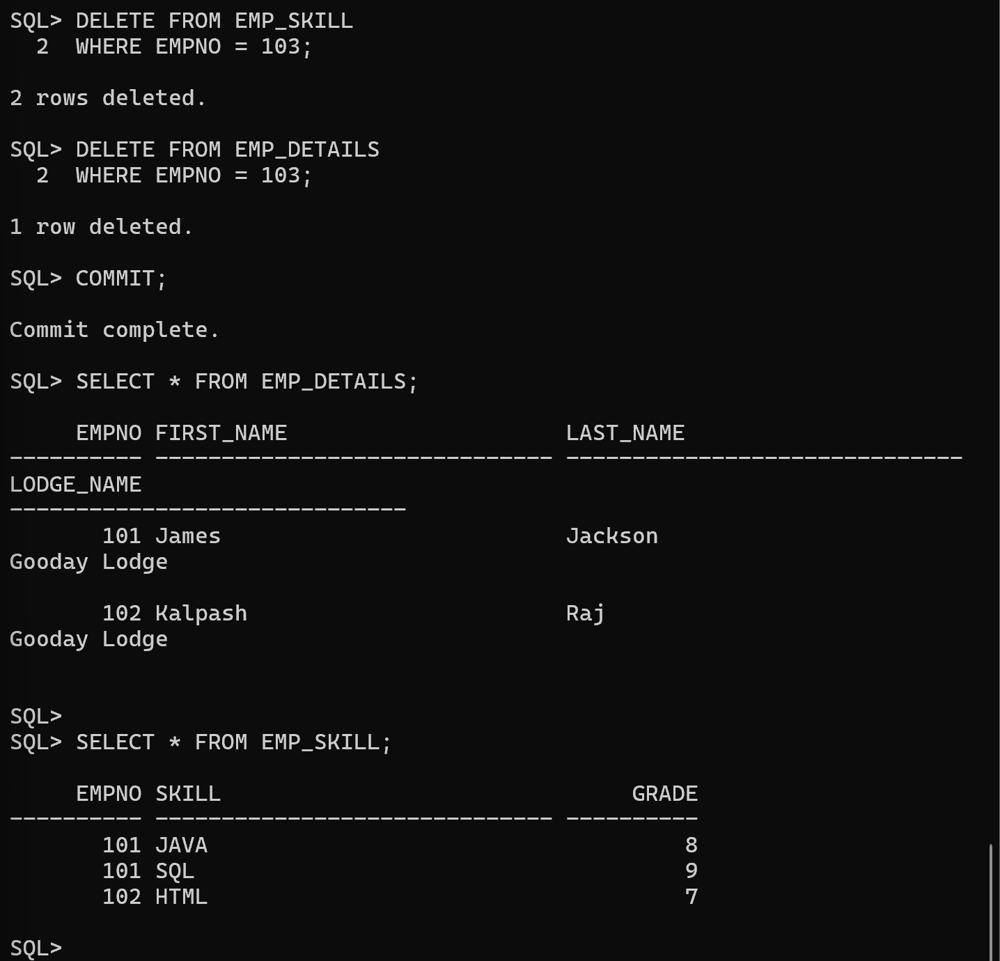 SQL> DELETE FROM EMP_SKILL
  2  WHERE EMPNO = 103;

2 rows deleted.

SQL> DELETE FROM EMP_DETAILS
  2  WHERE EMPNO = 103;

1 row deleted.

SQL> COMMIT;

Commit complete.

SQL> SELECT * FROM EMP_DETAILS;

     EMPNO FIRST_NAME                     LAST_NAME
---------- ------------------------------ ------------------------------
LODGE_NAME
------------------------------
       101 James                          Jackson
Gooday Lodge

       102 Kalpash                        Raj
Gooday Lodge


SQL>
SQL> SELECT * FROM EMP_SKILL;

     EMPNO SKILL                               GRADE
---------- ------------------------------ ----------
       101 JAVA                                    8
       101 SQL                                     9
       102 HTML                                    7

SQL>